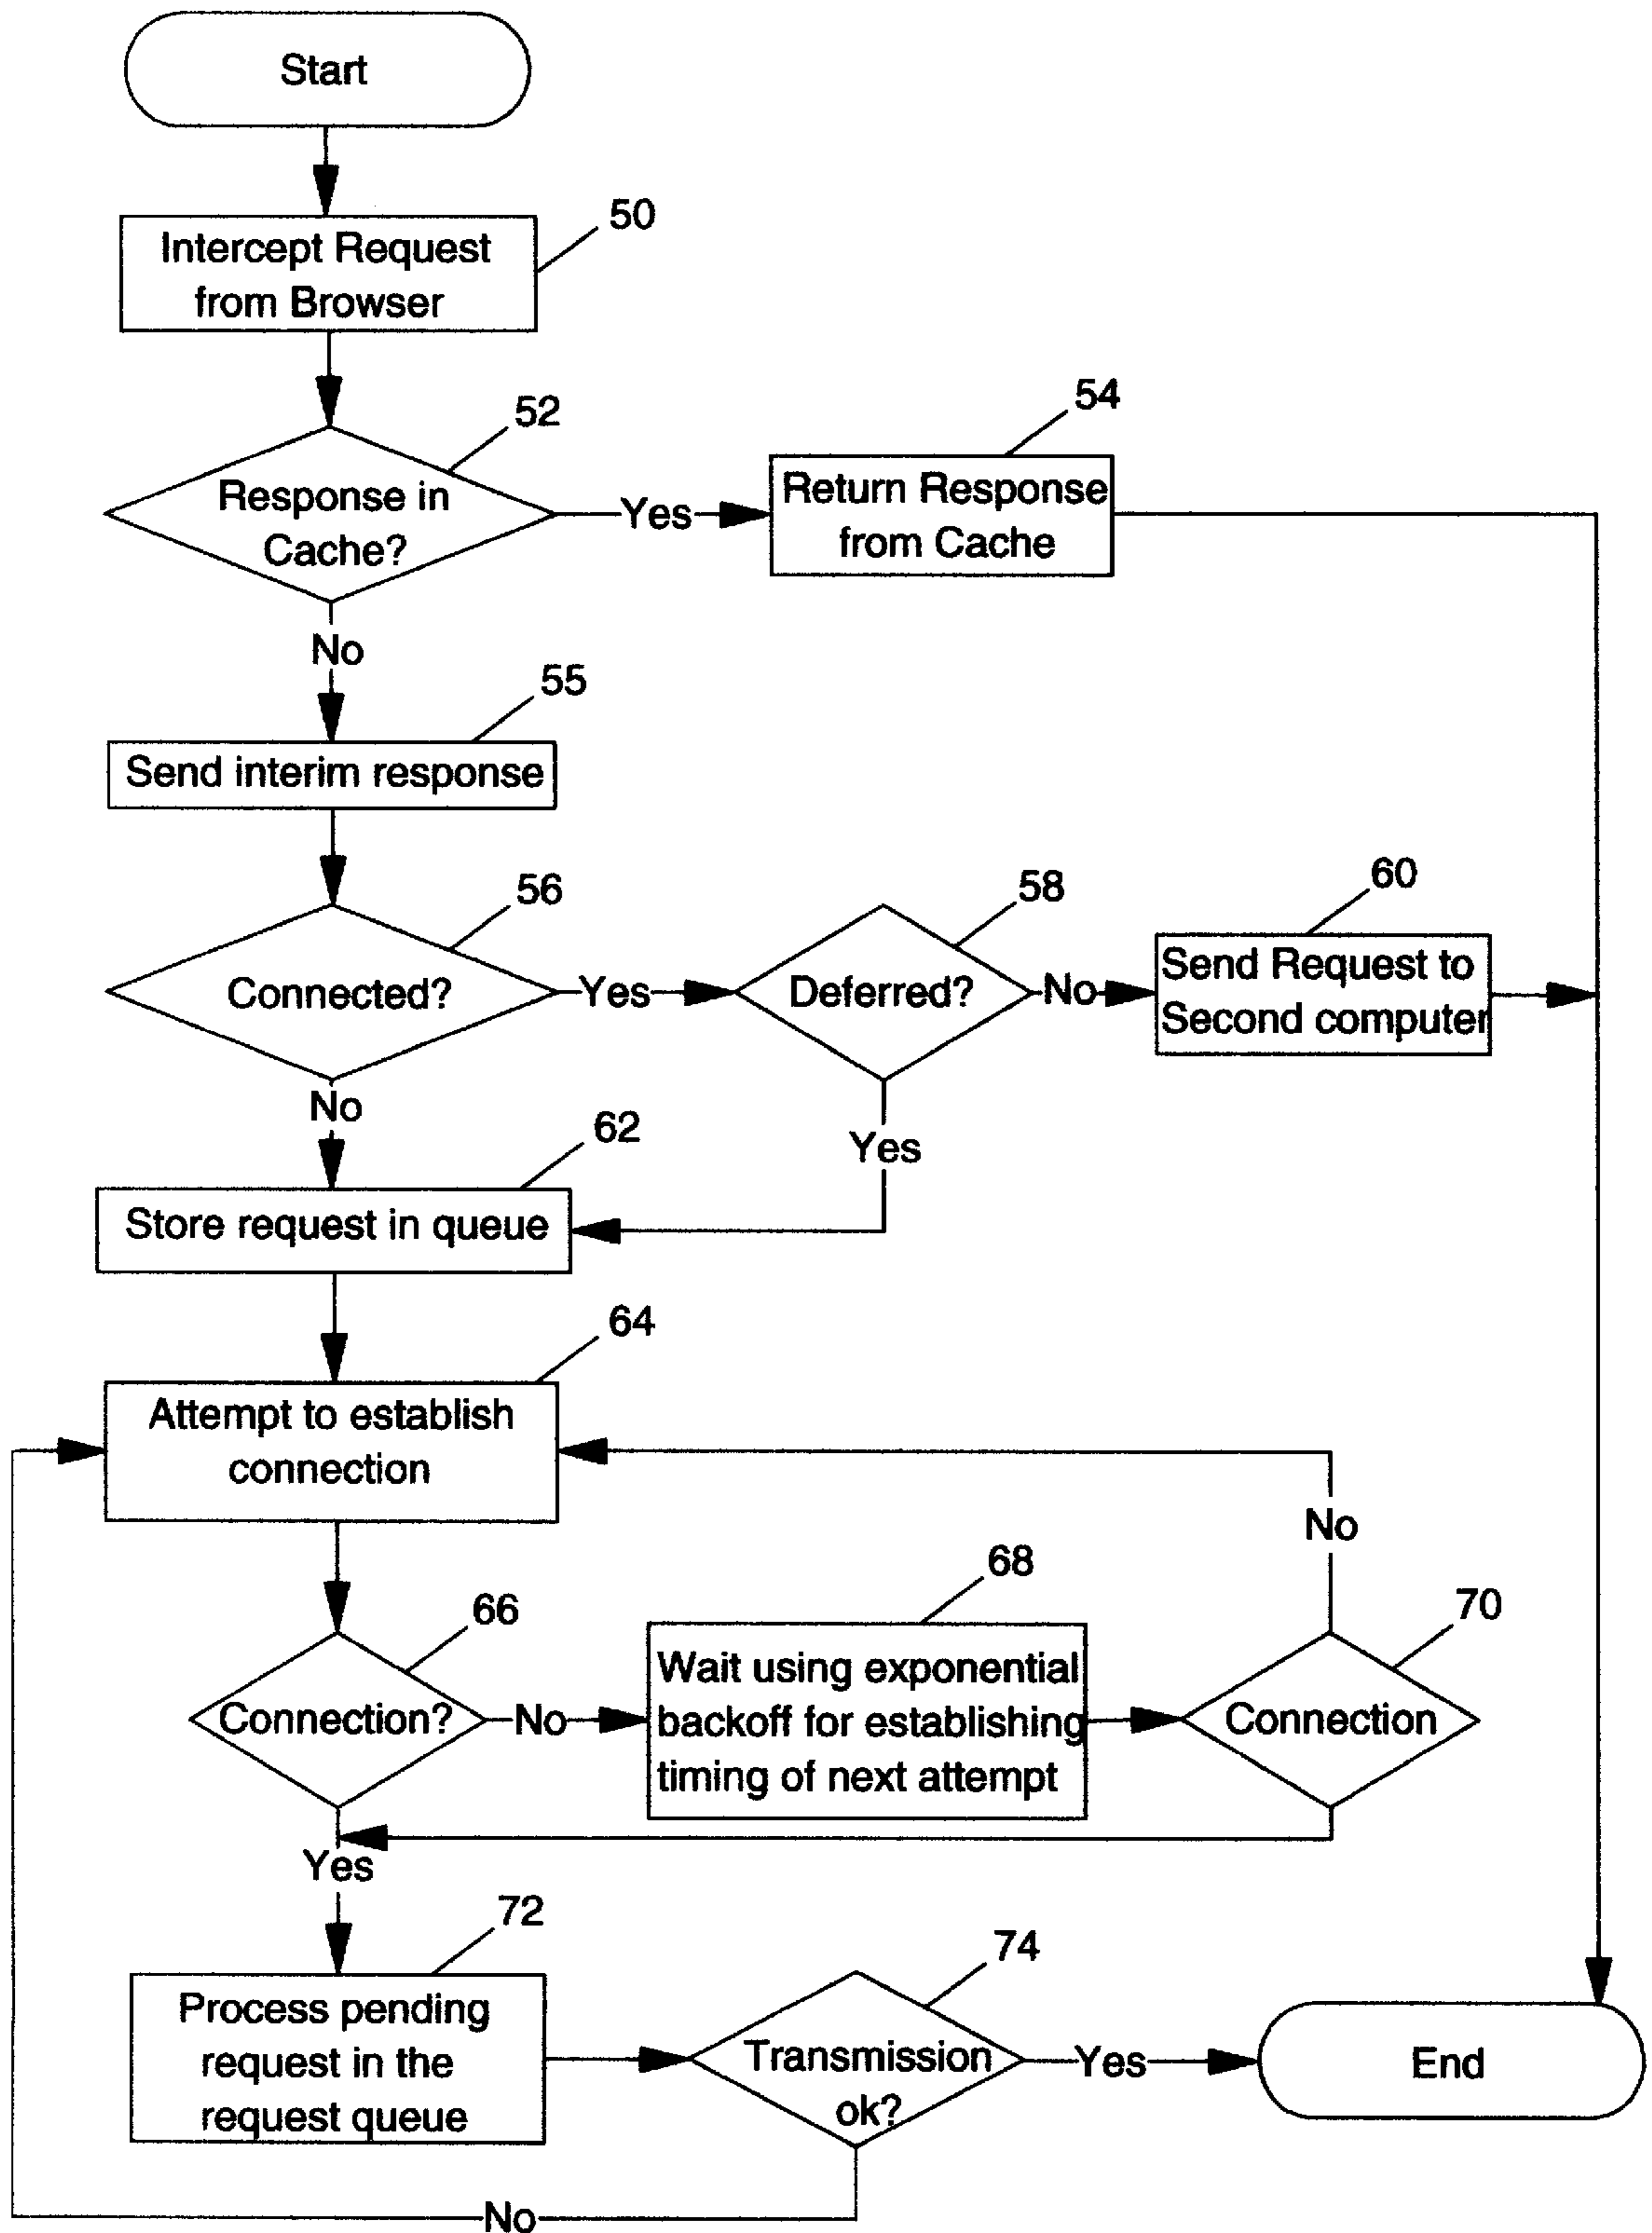 Start
50
Intercept Request
from Browser
52
54
Response in
Cache?
Yes
Return Response
from Cache
No
55
Send interim response
56
58
60
Connected?
Yes
Deferred?
No
Send Request to
Second computer
No
Yes
62
Store request in queue
64
Attempt to establish
connection
No
66
68
70
Connection?
No
Wait using exponential
backoff for establishing
timing of next attempt
Connection
Yes
72
74
Process pending
request in the
request queue
Transmission
ok?
Yes
End
No